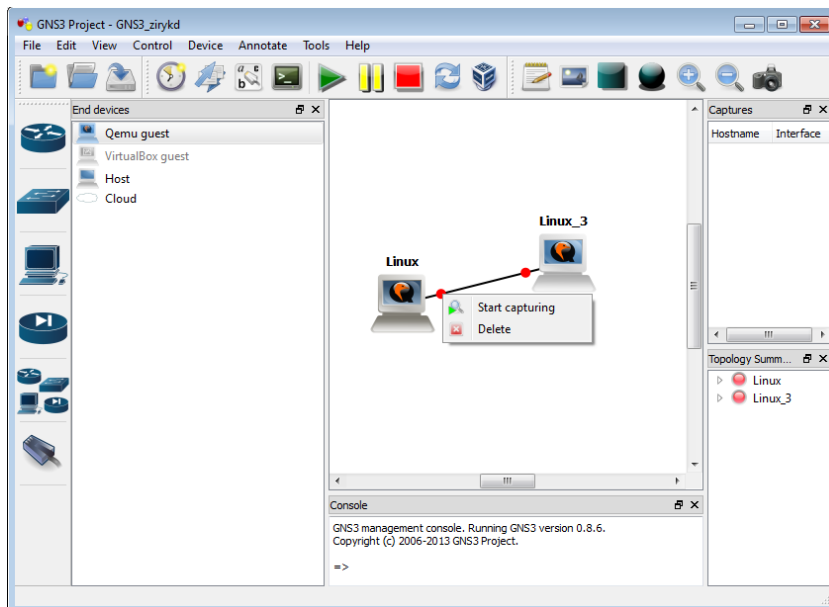 GNS3 Project - GNS3_zirykd
File Edit View Control Device Annotate Tools Help
End devices
Qemu guest
VirtualBox guest
Host
Cloud
Linux_3
Linux
Start capturing
Delete
Captures
Hostname Interface
Topology Summ...
Linux
Linux_3
Console
GNS3 management console. Running GNS3 version 0.8.6.
Copyright (c) 2006-2013 GNS3 Project.
=>